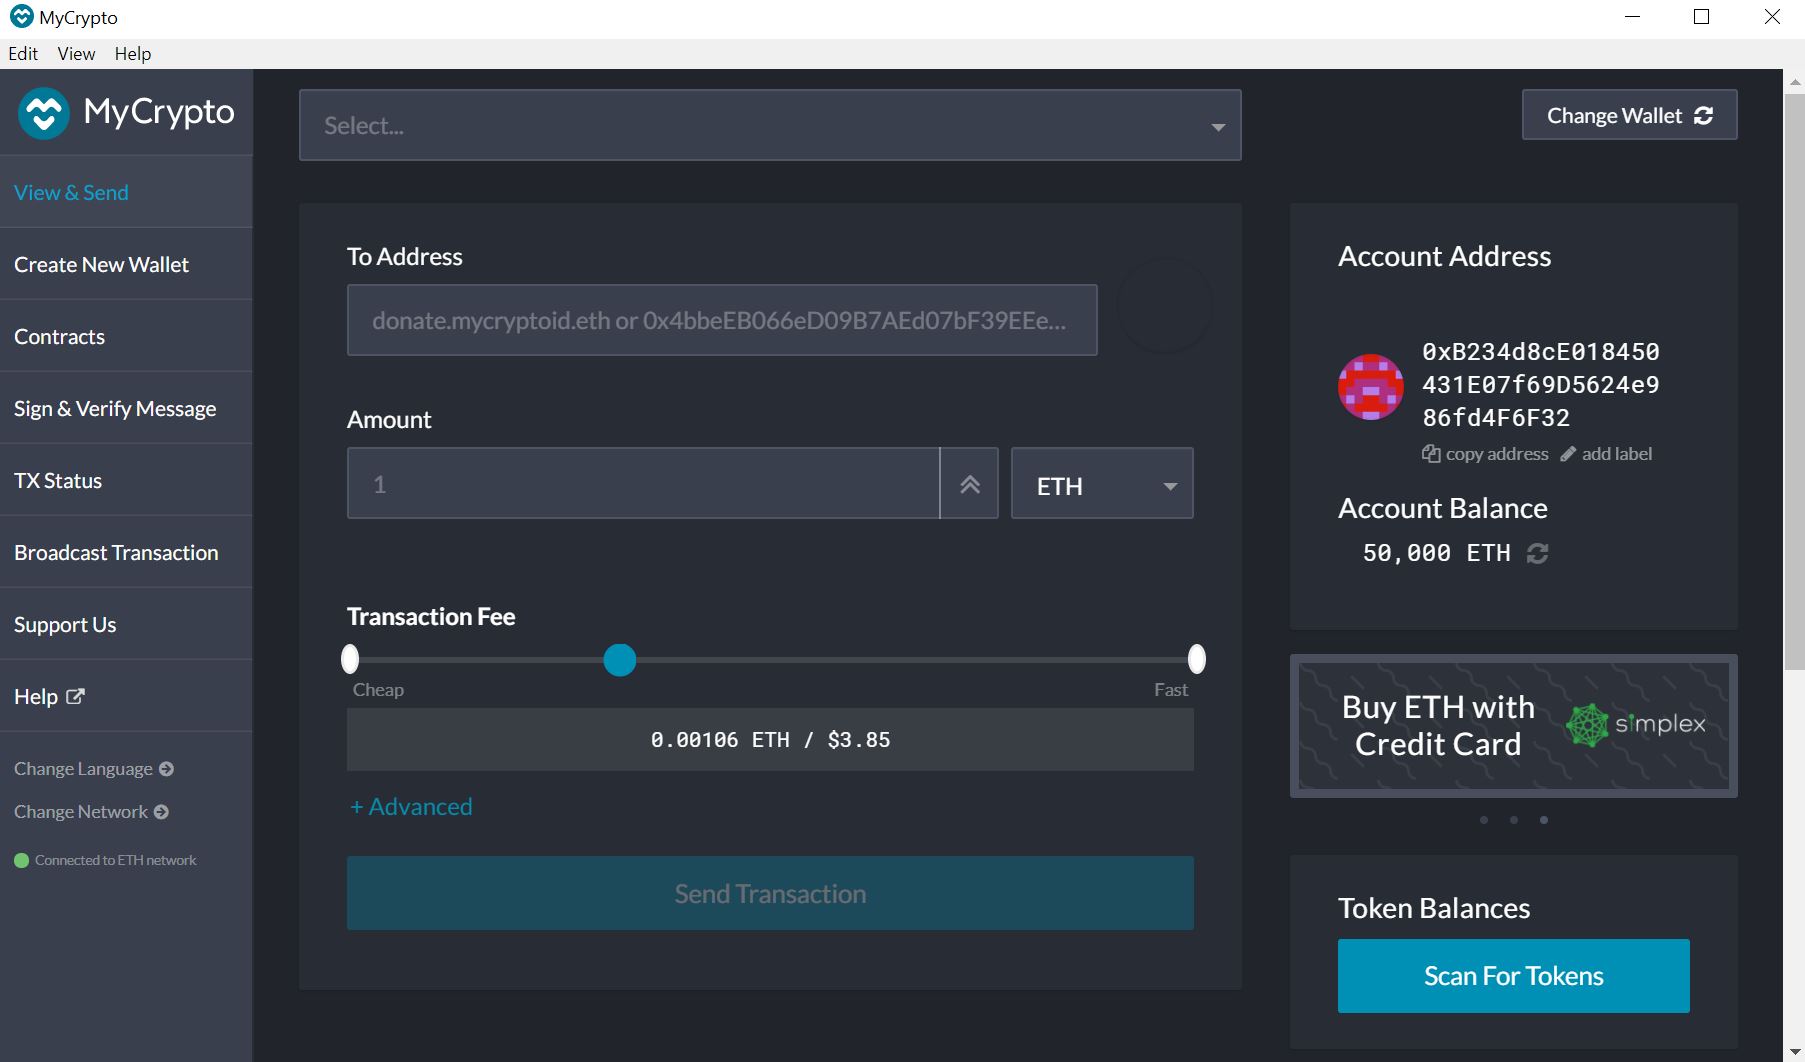 MyCrypto
Edit View Help
MyCrypto
View & Send
Create New Wallet
Contracts
Sign & Verify Message
TX Status
Broadcast Transaction
Support Us
Help
Change Language
Change Network
Connected to ETH network
Select...
Change Wallet
To Address
donate.mycryptoid.eth or 0x4bbeEB066eD09B7AEd07bF39EEe...
Amount
1
ETH
Transaction Fee
Cheap
Fast
0.00106 ETH / $3.85
+ Advanced
Send Transaction
Account Address
0xB234d8cE018450
431E07f69D5624e9
86fd4F6F32
copy address add label
Account Balance
50,000 ETH
Buy ETH with
Credit Card
simplex
Token Balances
Scan For Tokens